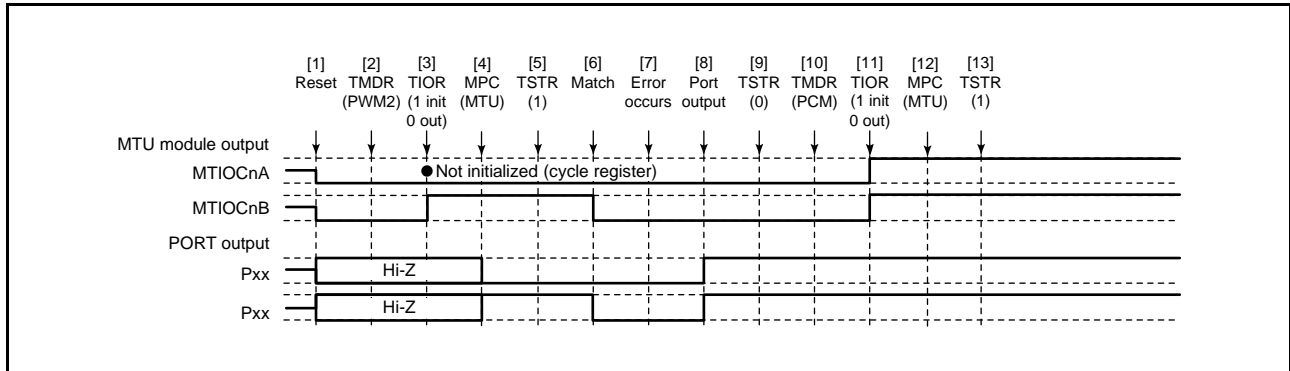 [1] [2] [3] [4] [5] [6] [7] [8] [9] [10] [11] [12] [13]
Reset TMDR TIOR MPC TSTR Match Error Port TSTR TMDR TIOR MPC TSTR
(PWM2) (1 init (MTU) (1) occurs output (0) (PCM) (1 init (MTU) (1)
0 out) 0 out)
MTU module output
MTIOCnA
Not initialized (cycle register)
MTIOCnB
PORT output
Pxx Hi-Z
Pxx Hi-Z